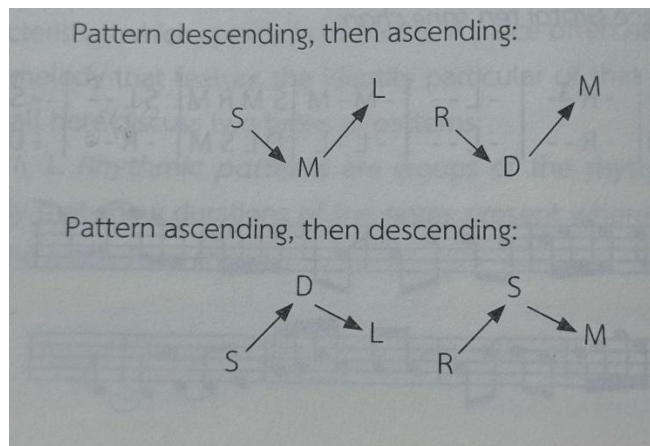 Pattern descending, then ascending:
L M
S R
M D
Pattern ascending, then descending:
D S
L M
S R